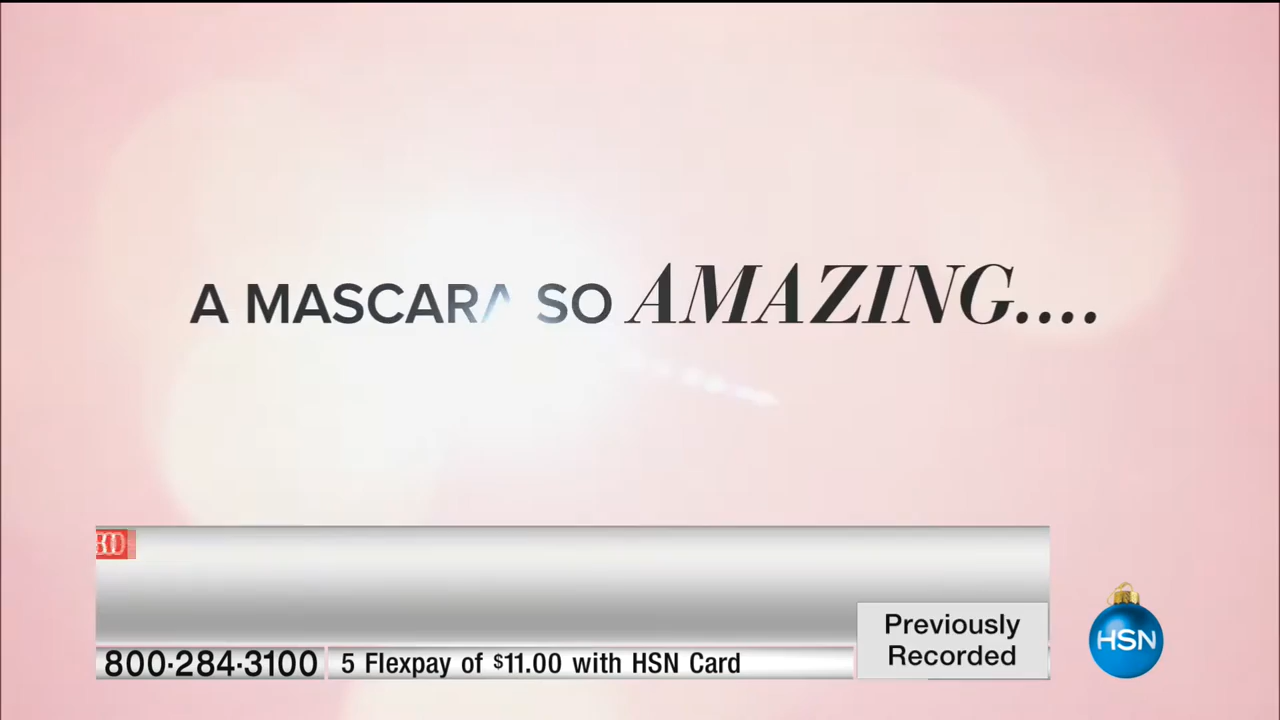 A MASCARA SO AMAZING....
Previously
Recorded
800·284·3100
5 Flexpay of $11.00 with HSN Card
HSN